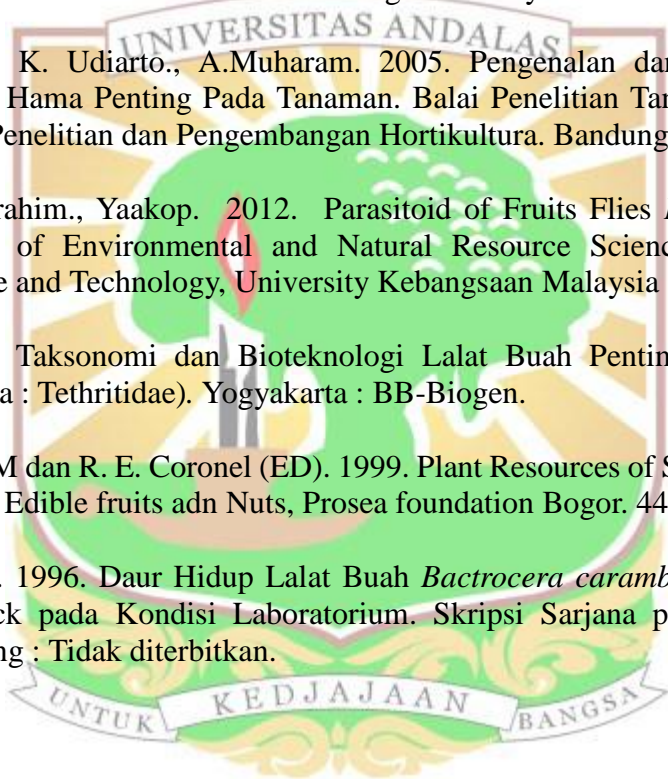 UNIVERSITAS ANDALAS
K. Udiarto., A.Muharam. 2005. Pengenalan dan
Hama Penting Pada Tanaman. Balai Penelitian Tan
Penelitian dan Pengembangan Hortikultura. Bandung
rahim., Yaakop. 2012. Parasitoid of Fruits Flies
of Environmental and Natural Resource Scienc
e and Technology, University Kebangsaan Malaysia
Taksonomi dan Bioteknologi Lalat Buah Pentin
a : Tethritidae). Yogyakarta : BB-Biogen.
M dan R. E. Coronel (ED). 1999. Plant Resources of S
Edible fruits adn Nuts, Prosea foundation Bogor. 44
. 1996. Daur Hidup Lalat Buah Bactrocera caramb
ck pada Kondisi Laboratorium. Skripsi Sarjana p
ng : Tidak diterbitkan.
UNTUK KEDJAJAAN BANGSA